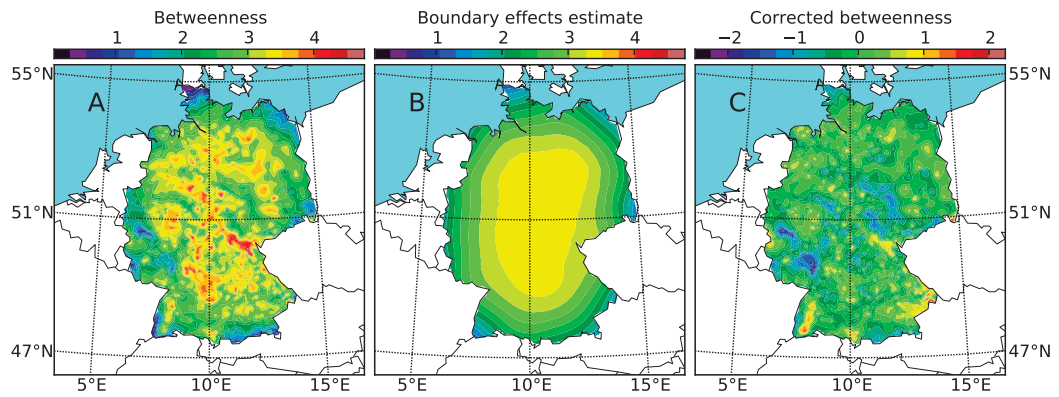 Betweenness Boundary effects estimate Corrected betweenness
1 2 3 4 1 2 3 4 −2 −1 0 1 2
55°N A B C 55°N
51°N 51°N
47°N 47°N
5°E 10°E 15°E 5°E 10°E 15°E 5°E 10°E 15°E